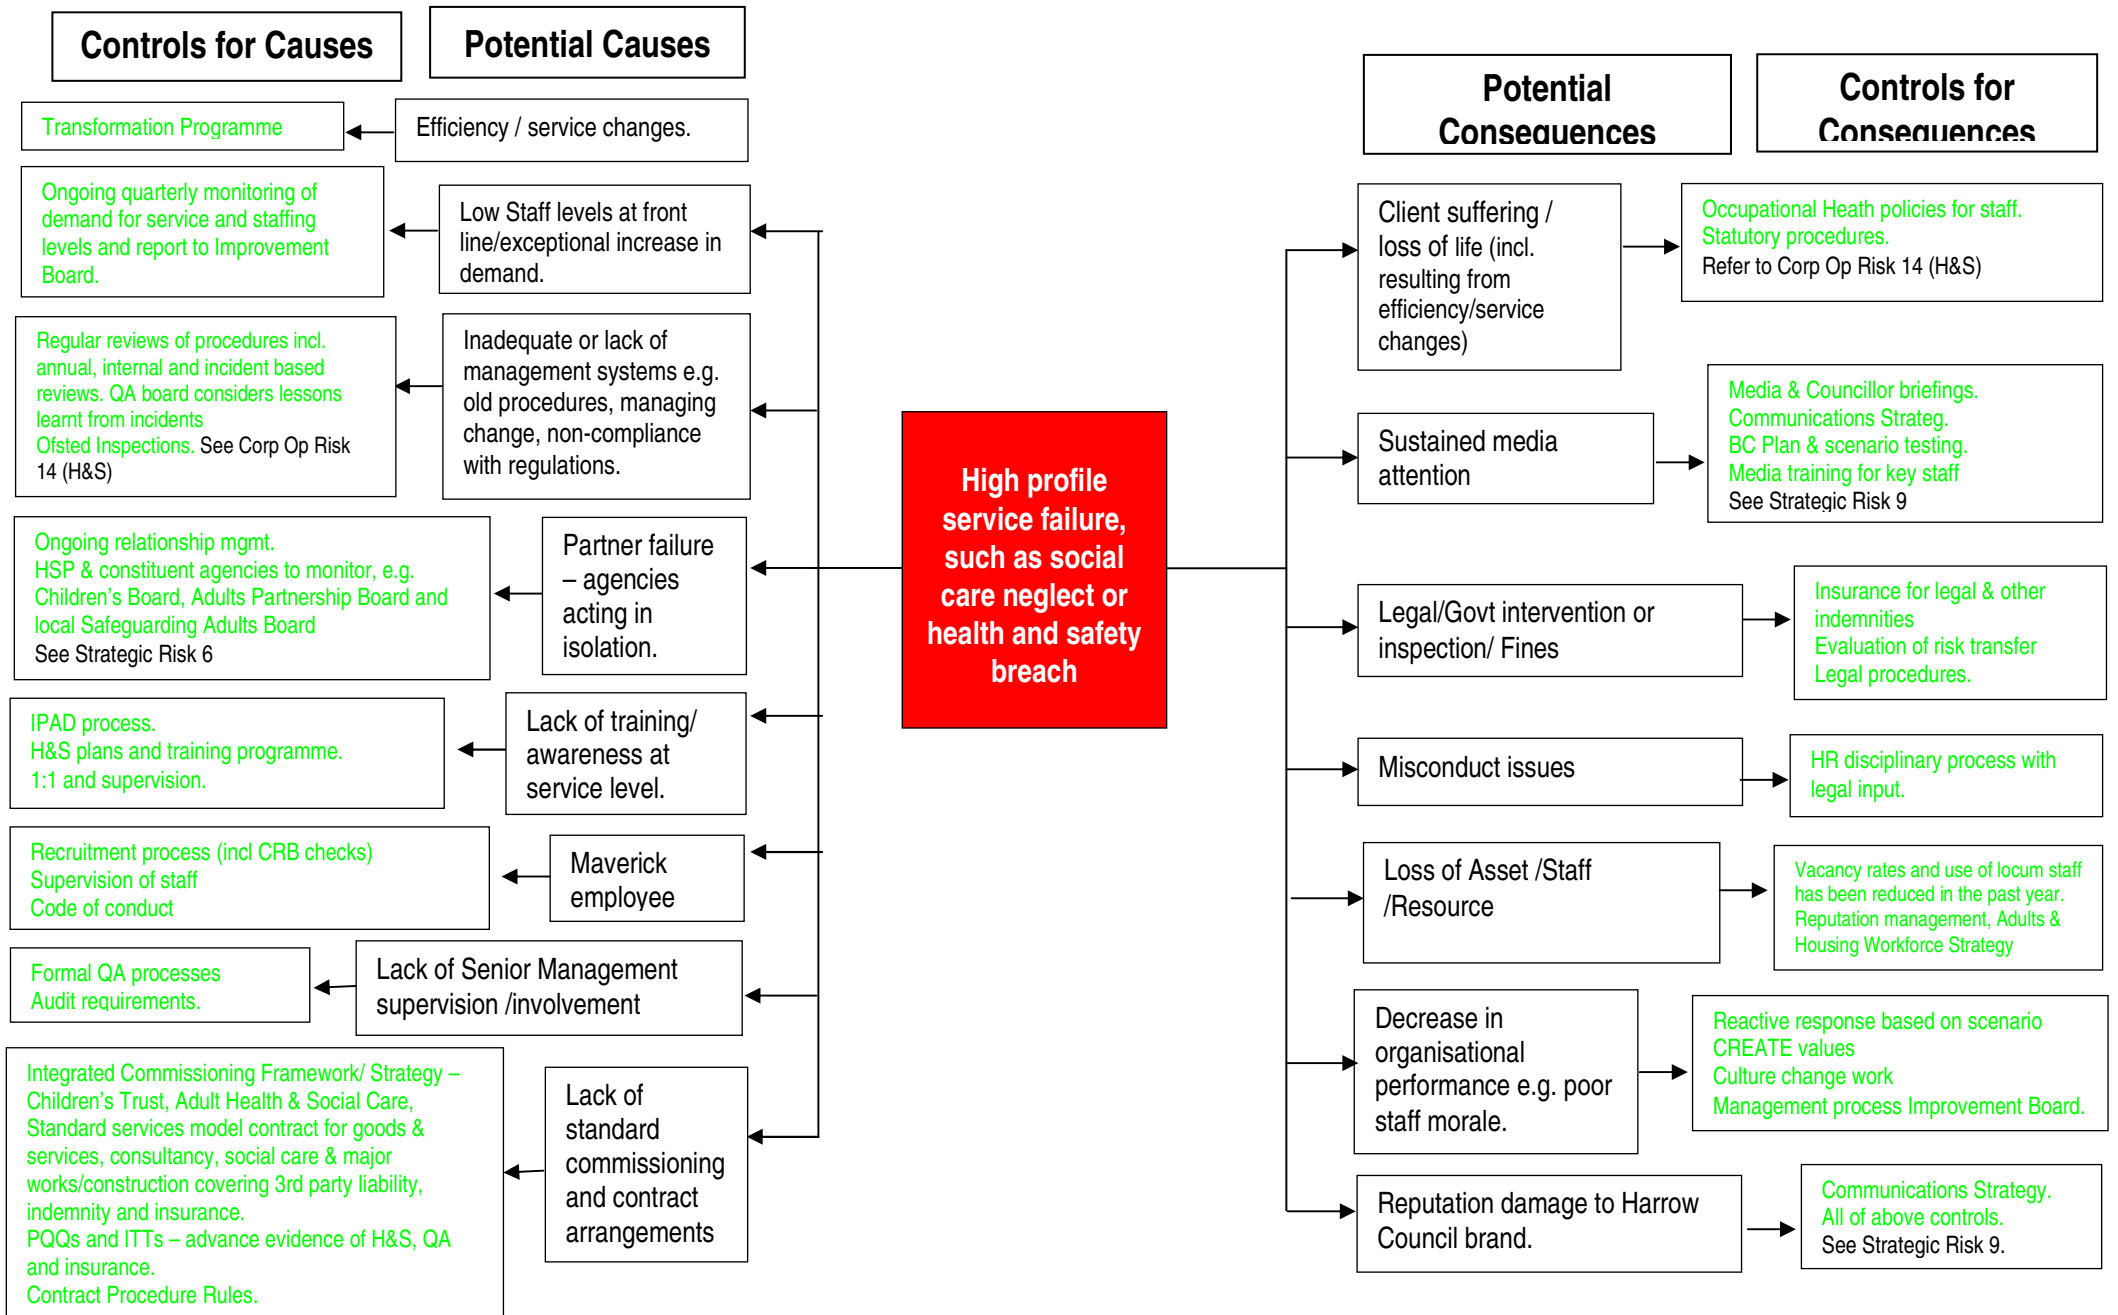 Controls for Causes
Potential Causes
Transformation Programme
Efficiency / service changes.
Ongoing quarterly monitoring of
demand for service and staffing
levels and report to Improvement
Board.
Low Staff levels at front
line/exceptional increase in
demand.
Regular reviews of procedures incl.
annual, internal and incident based
reviews. QA board considers lessons
learnt from incidents
Ofsted Inspections. See Corp Op Risk
14 (H&S)
Inadequate or lack of
management systems e.g.
old procedures, managing
change, non-compliance
with regulations.
Ongoing relationship mgmt.
HSP & constituent agencies to monitor, e.g.
Children's Board, Adults Partnership Board and
local Safeguarding Adults Board
See Strategic Risk 6
Partner failure
– agencies
acting in
isolation.
IPAD process.
H&S plans and training programme.
1:1 and supervision.
Lack of training/
awareness at
service level.
Recruitment process (incl CRB checks)
Supervision of staff
Code of conduct
Maverick
employee
Formal QA processes
Audit requirements.
Lack of Senior Management
supervision /involvement
Integrated Commissioning Framework/ Strategy –
Children's Trust, Adult Health & Social Care,
Standard services model contract for goods &
services, consultancy, social care & major
works/construction covering 3rd party liability,
indemnity and insurance.
PQQs and ITTs – advance evidence of H&S, QA
and insurance.
Contract Procedure Rules.
Lack of
standard
commissioning
and contract
arrangements
High profile
service failure,
such as social
care neglect or
health and safety
breach
Potential
Consequences
Controls for
Consequences
Client suffering /
loss of life (incl.
resulting from
efficiency/service
changes)
Occupational Heath policies for staff.
Statutory procedures.
Refer to Corp Op Risk 14 (H&S)
Sustained media
attention
Media & Councillor briefings.
Communications Strateg.
BC Plan & scenario testing.
Media training for key staff
See Strategic Risk 9
Legal/Govt intervention or
inspection/ Fines
Insurance for legal & other
indemnities
Evaluation of risk transfer
Legal procedures.
Misconduct issues
HR disciplinary process with
legal input.
Loss of Asset /Staff
/Resource
Vacancy rates and use of locum staff
has been reduced in the past year.
Reputation management, Adults &
Housing Workforce Strategy
Decrease in
organisational
performance e.g. poor
staff morale.
Reactive response based on scenario
CREATE values
Culture change work
Management process Improvement Board.
Reputation damage to Harrow
Council brand.
Communications Strategy.
All of above controls.
See Strategic Risk 9.